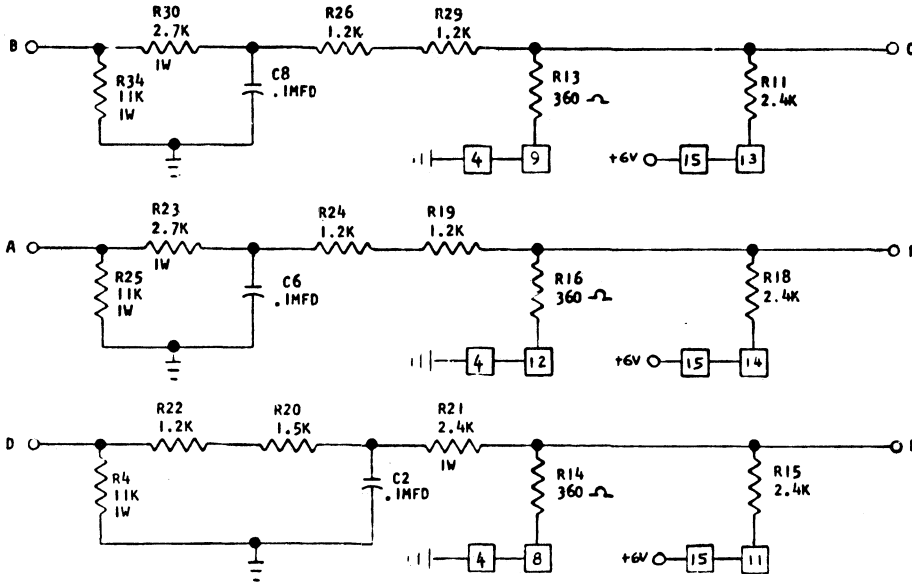 R30
2.7K
1W
R26
1.2K
R29
1.2K
B
R34
11K
1W
C8
.1MFD
R13
360 Ω
R11
2.4K
4
9
+6V
15
13
R23
2.7K
1W
R24
1.2K
R19
1.2K
A
R25
11K
1W
C6
.1MFD
R16
360 Ω
R18
2.4K
4
12
+6V
15
14
R22
1.2K
R20
1.5K
R21
2.4K
1W
D
R4
11K
1W
C2
.1MFD
R14
360 Ω
R15
2.4K
4
8
+6V
15
11